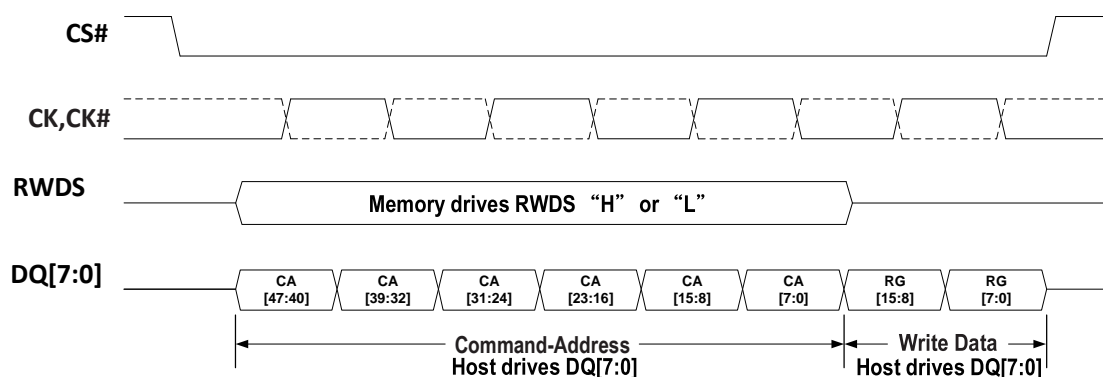 CS#
CK,CK#
RWDS
Memory drives RWDS “H” or “L”
DQ[7:0]
CA [47:40]
CA [39:32]
CA [31:24]
CA [23:16]
CA [15:8]
CA [7:0]
RG [15:8]
RG [7:0]
Command-Address
Host drives DQ[7:0]
Write Data
Host drives DQ[7:0]